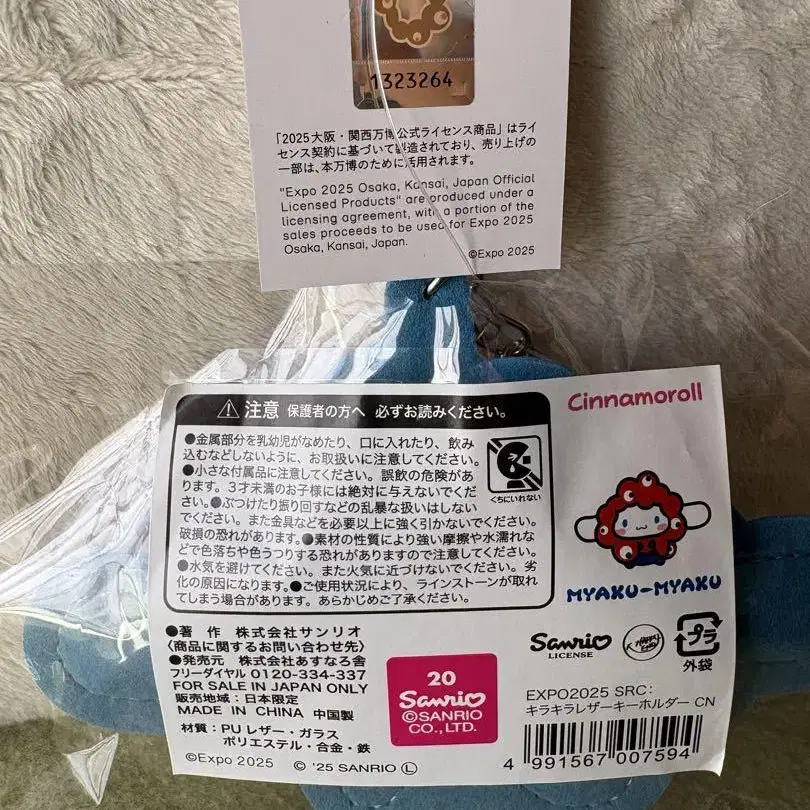 1323264
「2025大阪・関西万博公式ライセンス商品」はライ
センス契約に基づいて製造されており、売り上げの
一部は、本万博のために活用されます。
"Expo 2025 Osaka, Kansai, Japan Official
Licensed Products" are produced under a
licensing agreement, with a portion of the
sales proceeds to be used for Expo 2025
Osaka, Kansai, Japan.
©Expo 2025
⚠注意 保護者の方へ 必ずお読みください。
●金属部分を乳幼児がなめたり、口に入れたり、飲み
込むなどしないように、お取扱いに注意してください。
●小さな付属品に注意してください。誤飲の危険があ
ります。3才未満のお子様には絶対に与えないでくだ
さい。●ぶつけたり振り回すなどの乱暴な扱いはしない
でください。また金具などを必要以上に強く引かないでください。
破損の恐れがあります。●素材の性質により強い摩擦や水濡れな
どで色落ちや色うつりする恐れがありますので注意してください。
●水気を避けてください。また火気に近づけないでください。劣
化の原因になります。●ご使用状況により、ラインストーンが取れ
てしまう場合があります。あらかじめご了承ください。
くちにいれない
Cinnamoroll
MYAKU-MYAKU
●著 作 株式会社サンリオ
〈商品に関するお問い合わせ先〉
●発売元 株式会社あすなろ舎
フリーダイヤル 0120-334-337
FOR SALE IN JAPAN ONLY
販売地域:日本限定
MADE IN CHINA 中国製
材質:PU レザー・ガラス
ポリエステル・合金・鉄
©Expo 2025 © '25 SANRIO Ⓛ
20
Sanrio
©SANRIO
CO.,LTD.
Sanrio
LICENSE
プラ
外袋
EXPO2025 SRC:
キラキラレザーキーホルダー CN
4 991567 007594